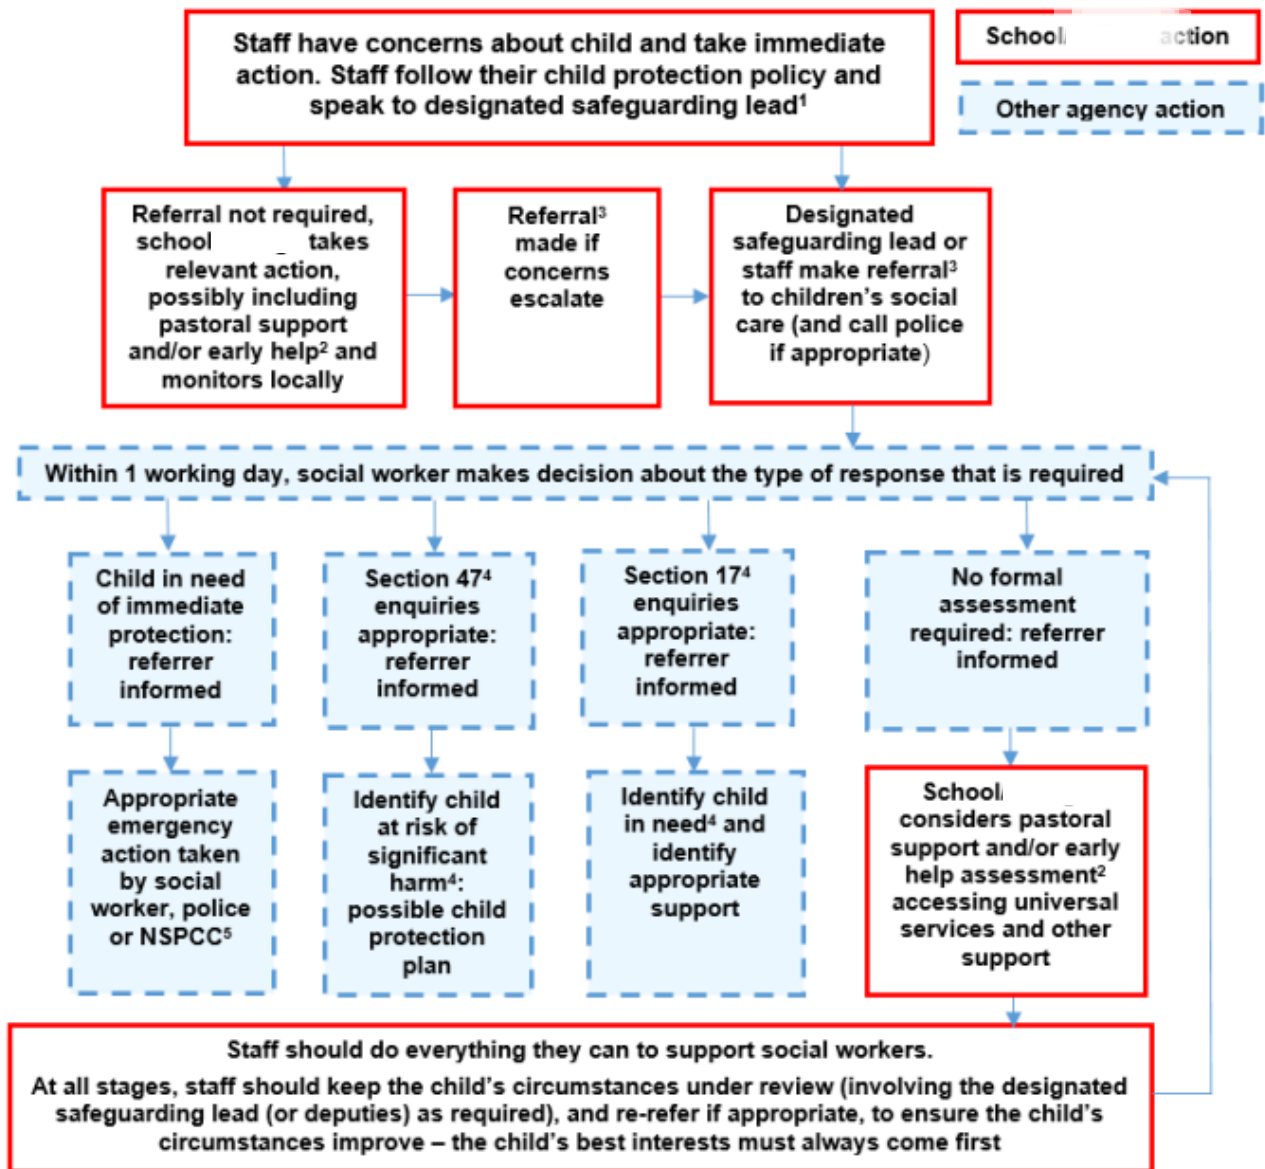 Staff have concerns about child and take immediate
action. Staff follow their child protection policy and
speak to designated safeguarding lead¹
School/ action
Other agency action
Referral not required,
school takes
relevant action,
possibly including
pastoral support
and/or early help² and
monitors locally
Referral³
made if
concerns
escalate
Designated
safeguarding lead or
staff make referral³
to children's social
care (and call police
if appropriate)
Within 1 working day, social worker makes decision about the type of response that is required
Child in need
of immediate
protection:
referrer
informed
Section 47⁴
enquiries
appropriate:
referrer
informed
Section 17⁴
enquiries
appropriate:
referrer
informed
No formal
assessment
required: referrer
informed
Appropriate
emergency
action taken
by social
worker, police
or NSPCC⁵
Identify child
at risk of
significant
harm⁴:
possible child
protection
plan
Identify child
in need⁴ and
identify
appropriate
support
School/
considers pastoral
support and/or early
help assessment²
accessing universal
services and other
support
Staff should do everything they can to support social workers.
At all stages, staff should keep the child's circumstances under review (involving the designated
safeguarding lead (or deputies) as required), and re-refer if appropriate, to ensure the child's
circumstances improve – the child's best interests must always come first